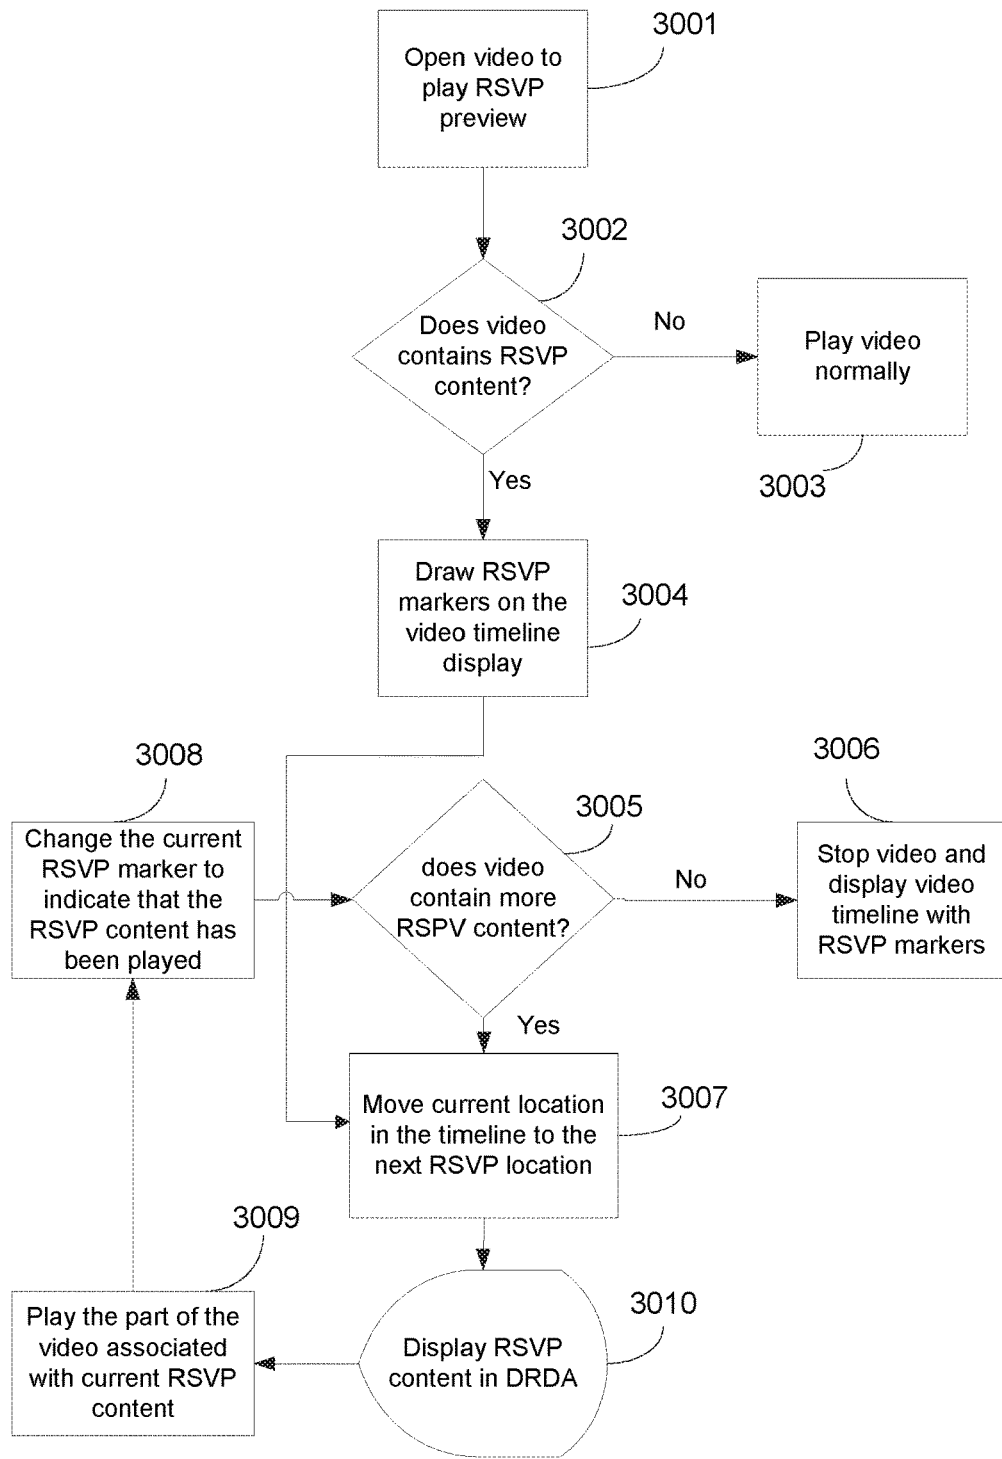 3001
Open video to
play RSVP
preview
3002
Does video
contains RSVP
content?
No
Play video
normally
3003
Yes
Draw RSVP
markers on the
video timeline
display
3004
3008
Change the current
RSVP marker to
indicate that the
RSVP content has
been played
3005
does video
contain more
RSPV content?
No
3006
Stop video and
display video
timeline with
RSVP markers
Yes
Move current location
in the timeline to the
next RSVP location
3007
3009
Play the part of the
video associated
with current RSVP
content
Display RSVP
content in DRDA
3010